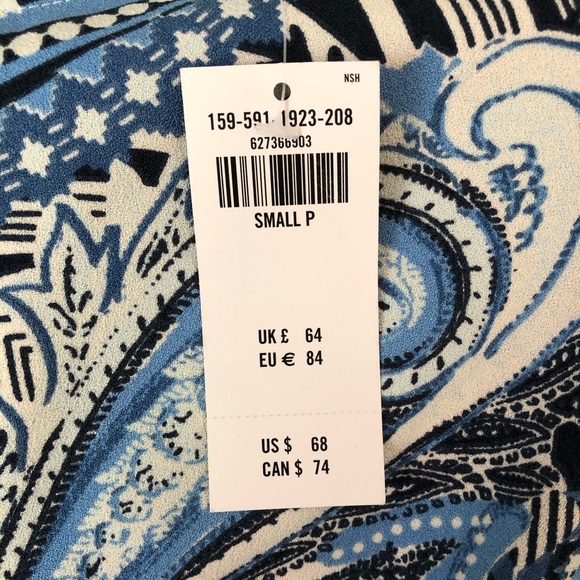 NSH
159-591-1923-208
627366903
SMALL P
UK £ 64
EU € 84
US $ 68
CAN $ 74